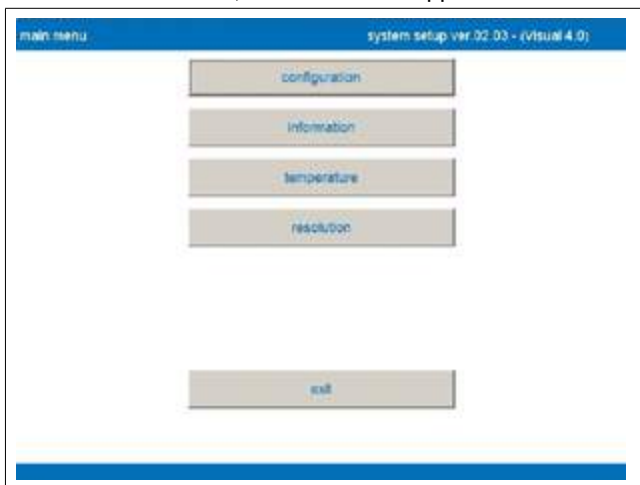 main menu system setup ver.02.03 - (Visual 4.0)
configuration
information
temperature
resolution
exit